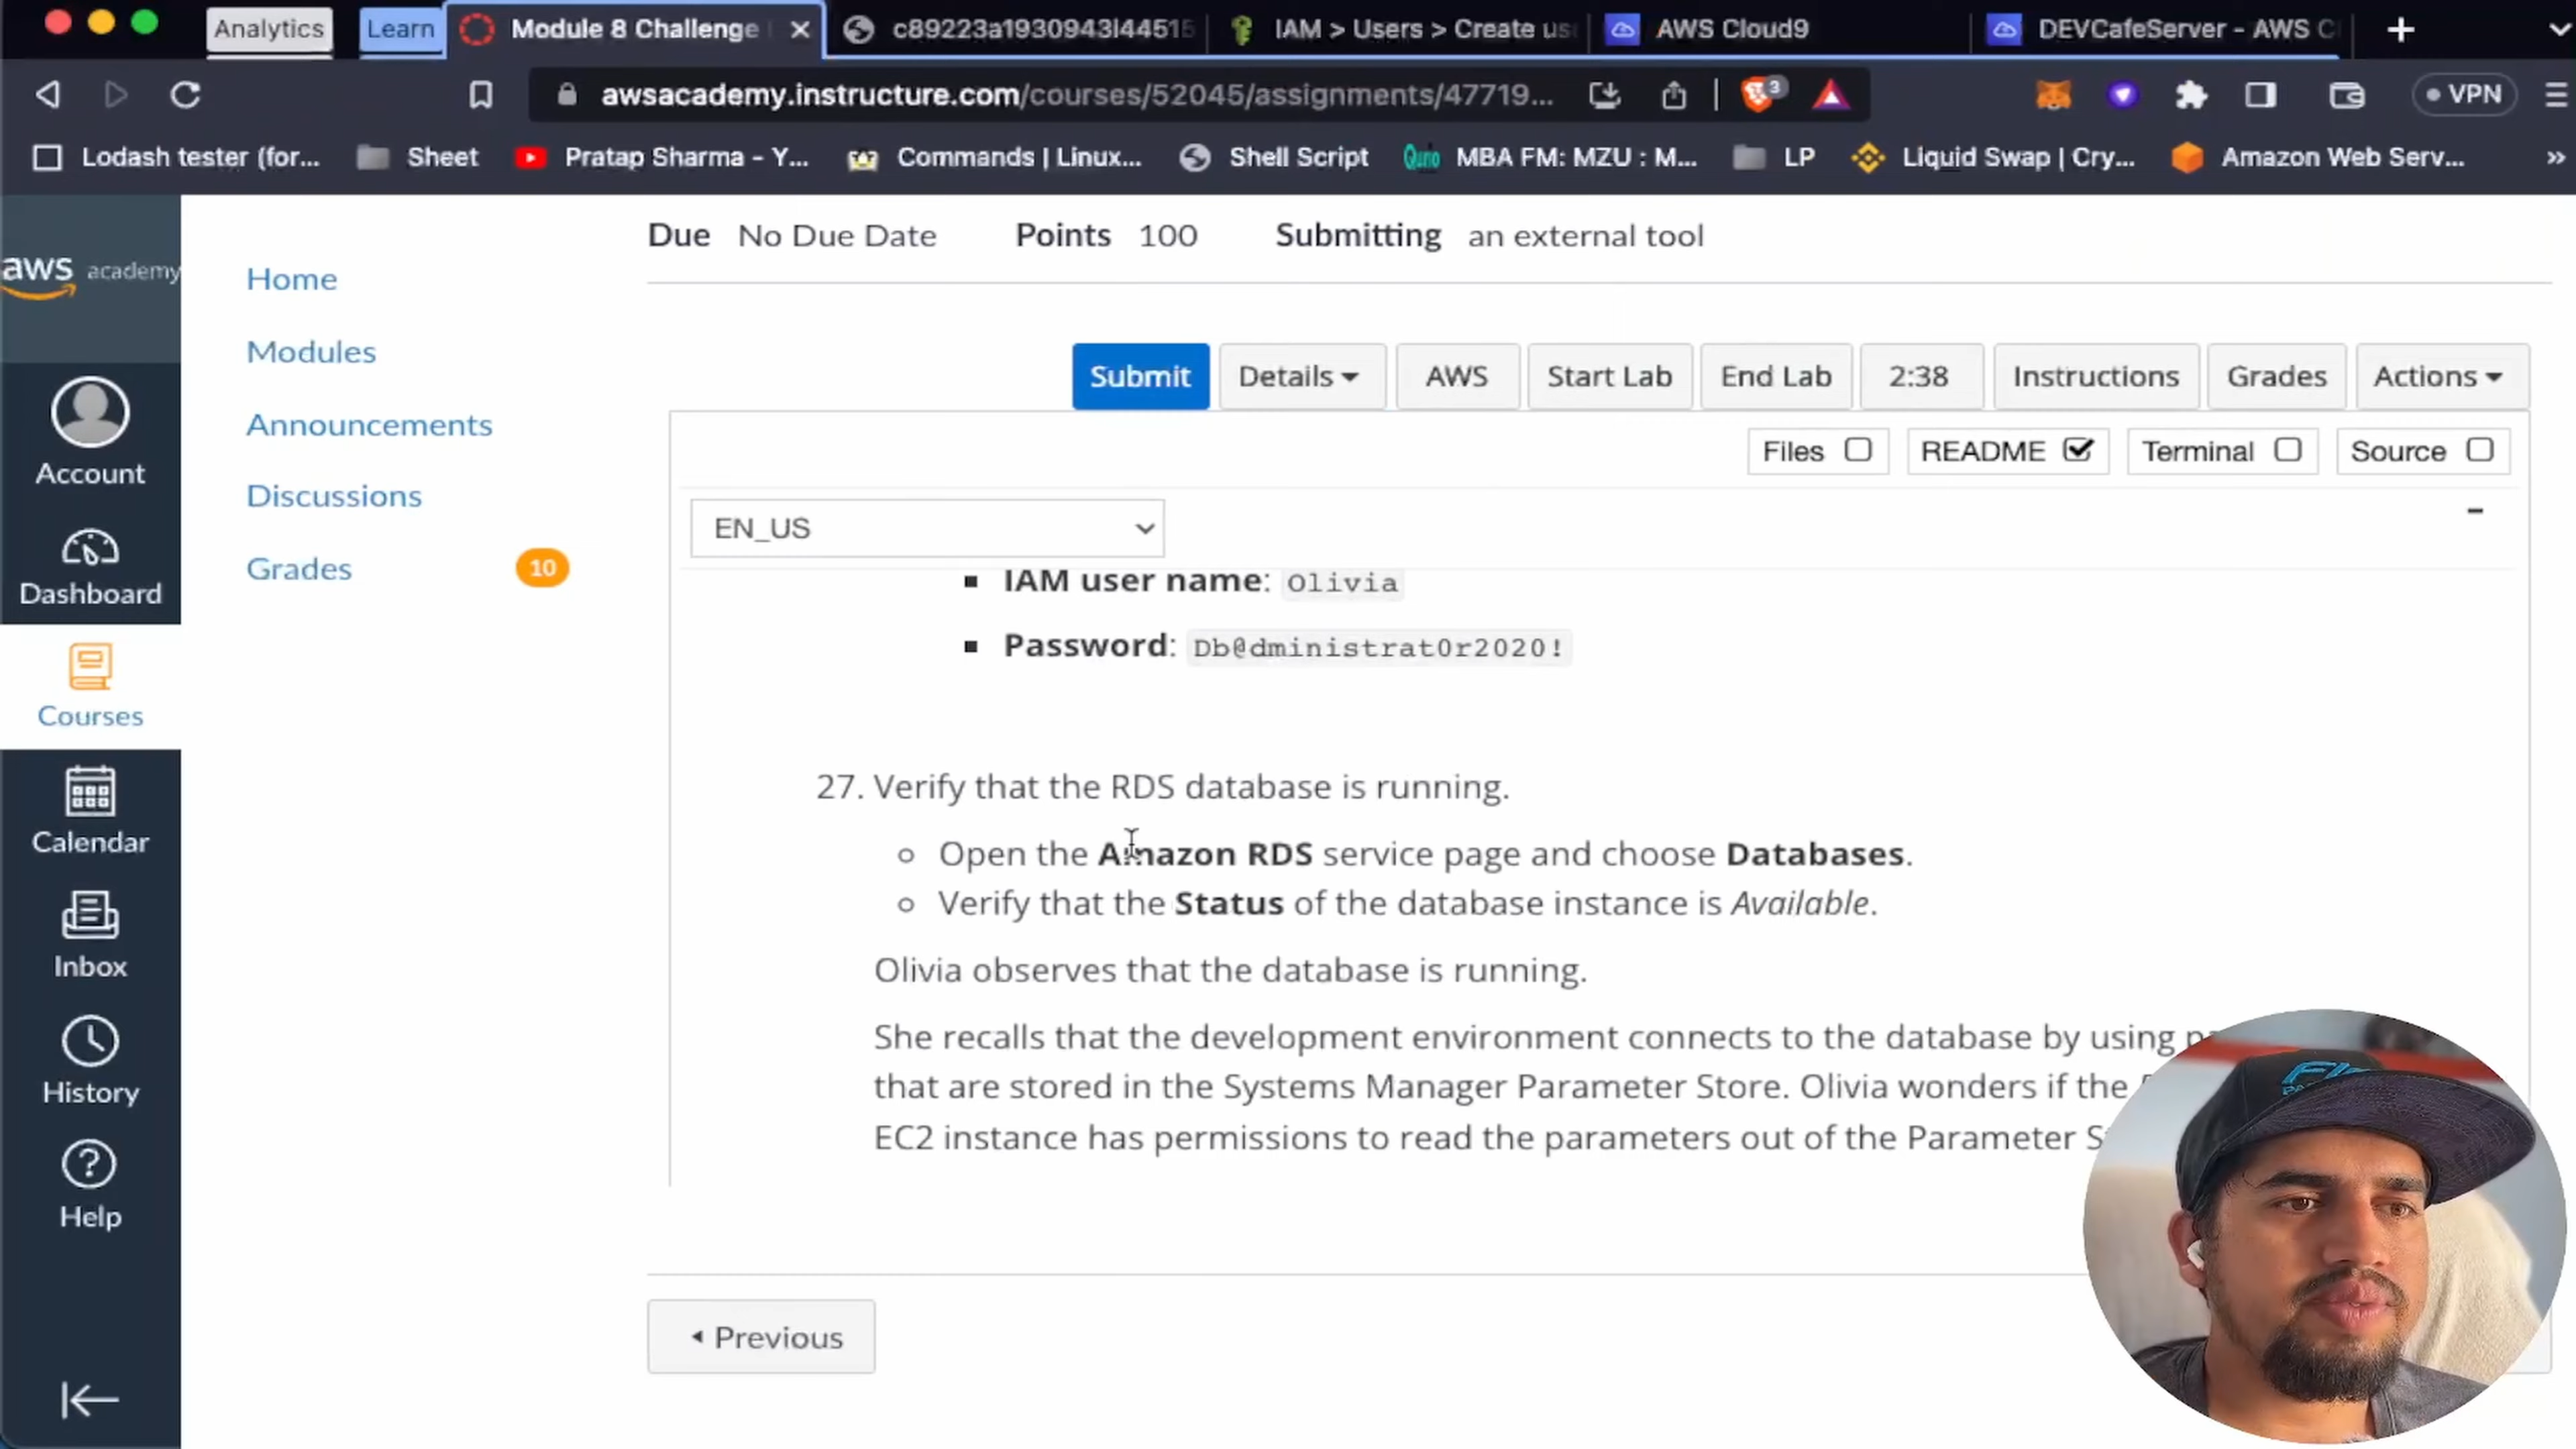 Analytics Learn Module 8 Challenge c89223a1930943l44515 IAM > Users > Create us AWS Cloud9 DEVCafeServer - AWS C
awsacademy.instructure.com/courses/52045/assignments/47719... 3 VPN
Lodash tester (for... Sheet Pratap Sharma - Y... Commands | Linux... Shell Script Qurio MBA FM: MZU : M... LP Liquid Swap | Cry... Amazon Web Serv... »
aws academy
Account
Dashboard
Courses
Calendar
Inbox
History
Help
Home
Modules
Announcements
Discussions
Grades 10
Due No Due Date Points 100 Submitting an external tool
Submit Details AWS Start Lab End Lab 2:38 Instructions Grades Actions
Files README Terminal Source
EN_US
IAM user name: Olivia
Password: Db@dministrat0r2020!
27. Verify that the RDS database is running.
Open the Amazon RDS service page and choose Databases.
Verify that the Status of the database instance is Available.
Olivia observes that the database is running.
She recalls that the development environment connects to the database by using
that are stored in the Systems Manager Parameter Store. Olivia wonders if the
EC2 instance has permissions to read the parameters out of the Parameter
Previous